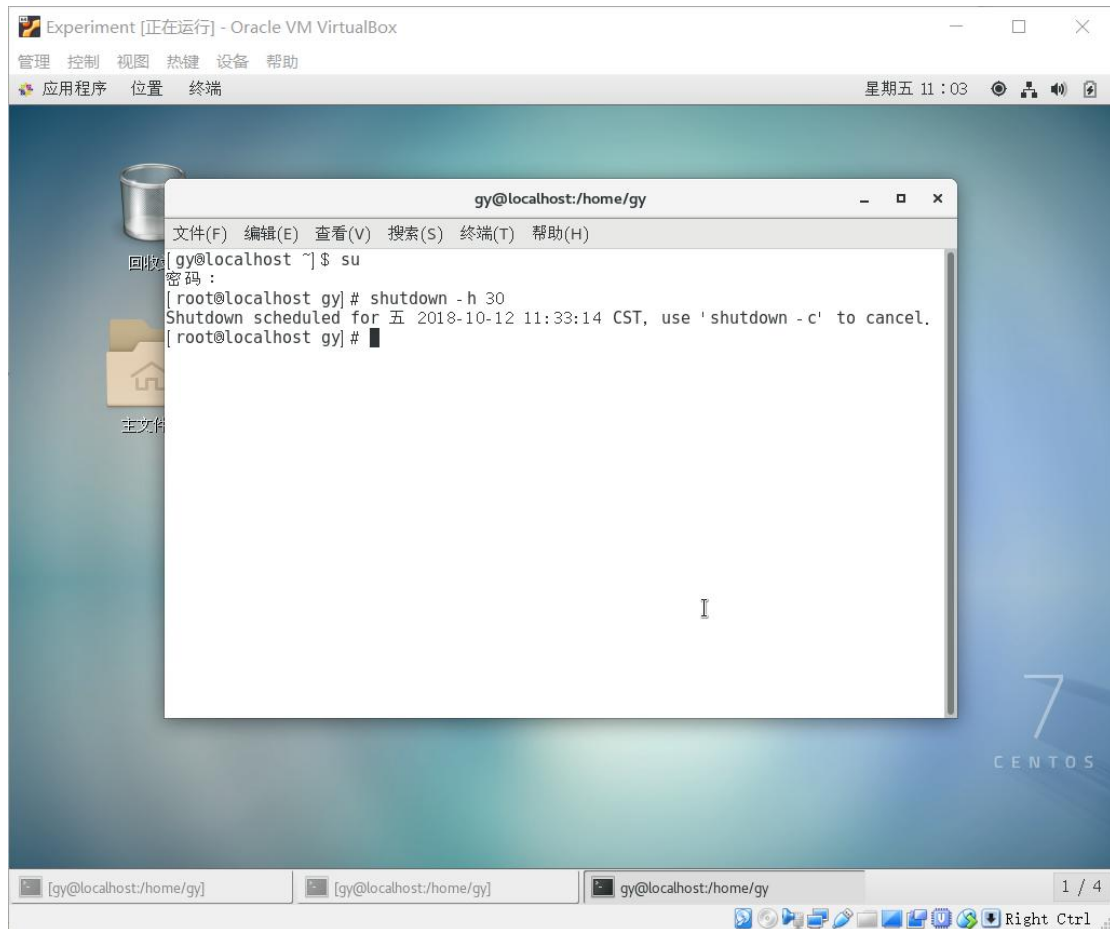 Experiment [正在运行] - Oracle VM VirtualBox
管理 控制 视图 热键 设备 帮助
应用程序 位置 终端 星期五 11：03
gy@localhost:/home/gy
文件(F) 编辑(E) 查看(V) 搜索(S) 终端(T) 帮助(H)
[gy@localhost ~]$ su
密码：
[root@localhost gy]# shutdown -h 30
Shutdown scheduled for 五 2018-10-12 11:33:14 CST, use 'shutdown -c' to cancel.
[root@localhost gy]#
回收
主文件
7
CENTOS
[gy@localhost:/home/gy] [gy@localhost:/home/gy] gy@localhost:/home/gy 1 / 4
Right Ctrl